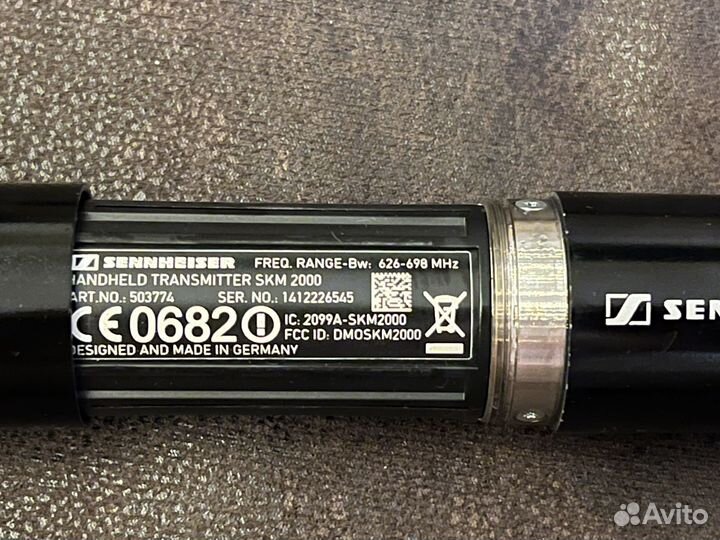 SENNHEISER FREQ. RANGE-Bw: 626-698 MHz
HANDHELD TRANSMITTER SKM 2000
ART.NO.: 503774 SER. NO.: 1412226545
CE 0682 IC: 2099A-SKM2000
FCC ID: DMOSKM2000
DESIGNED AND MADE IN GERMANY
SEN
Avito